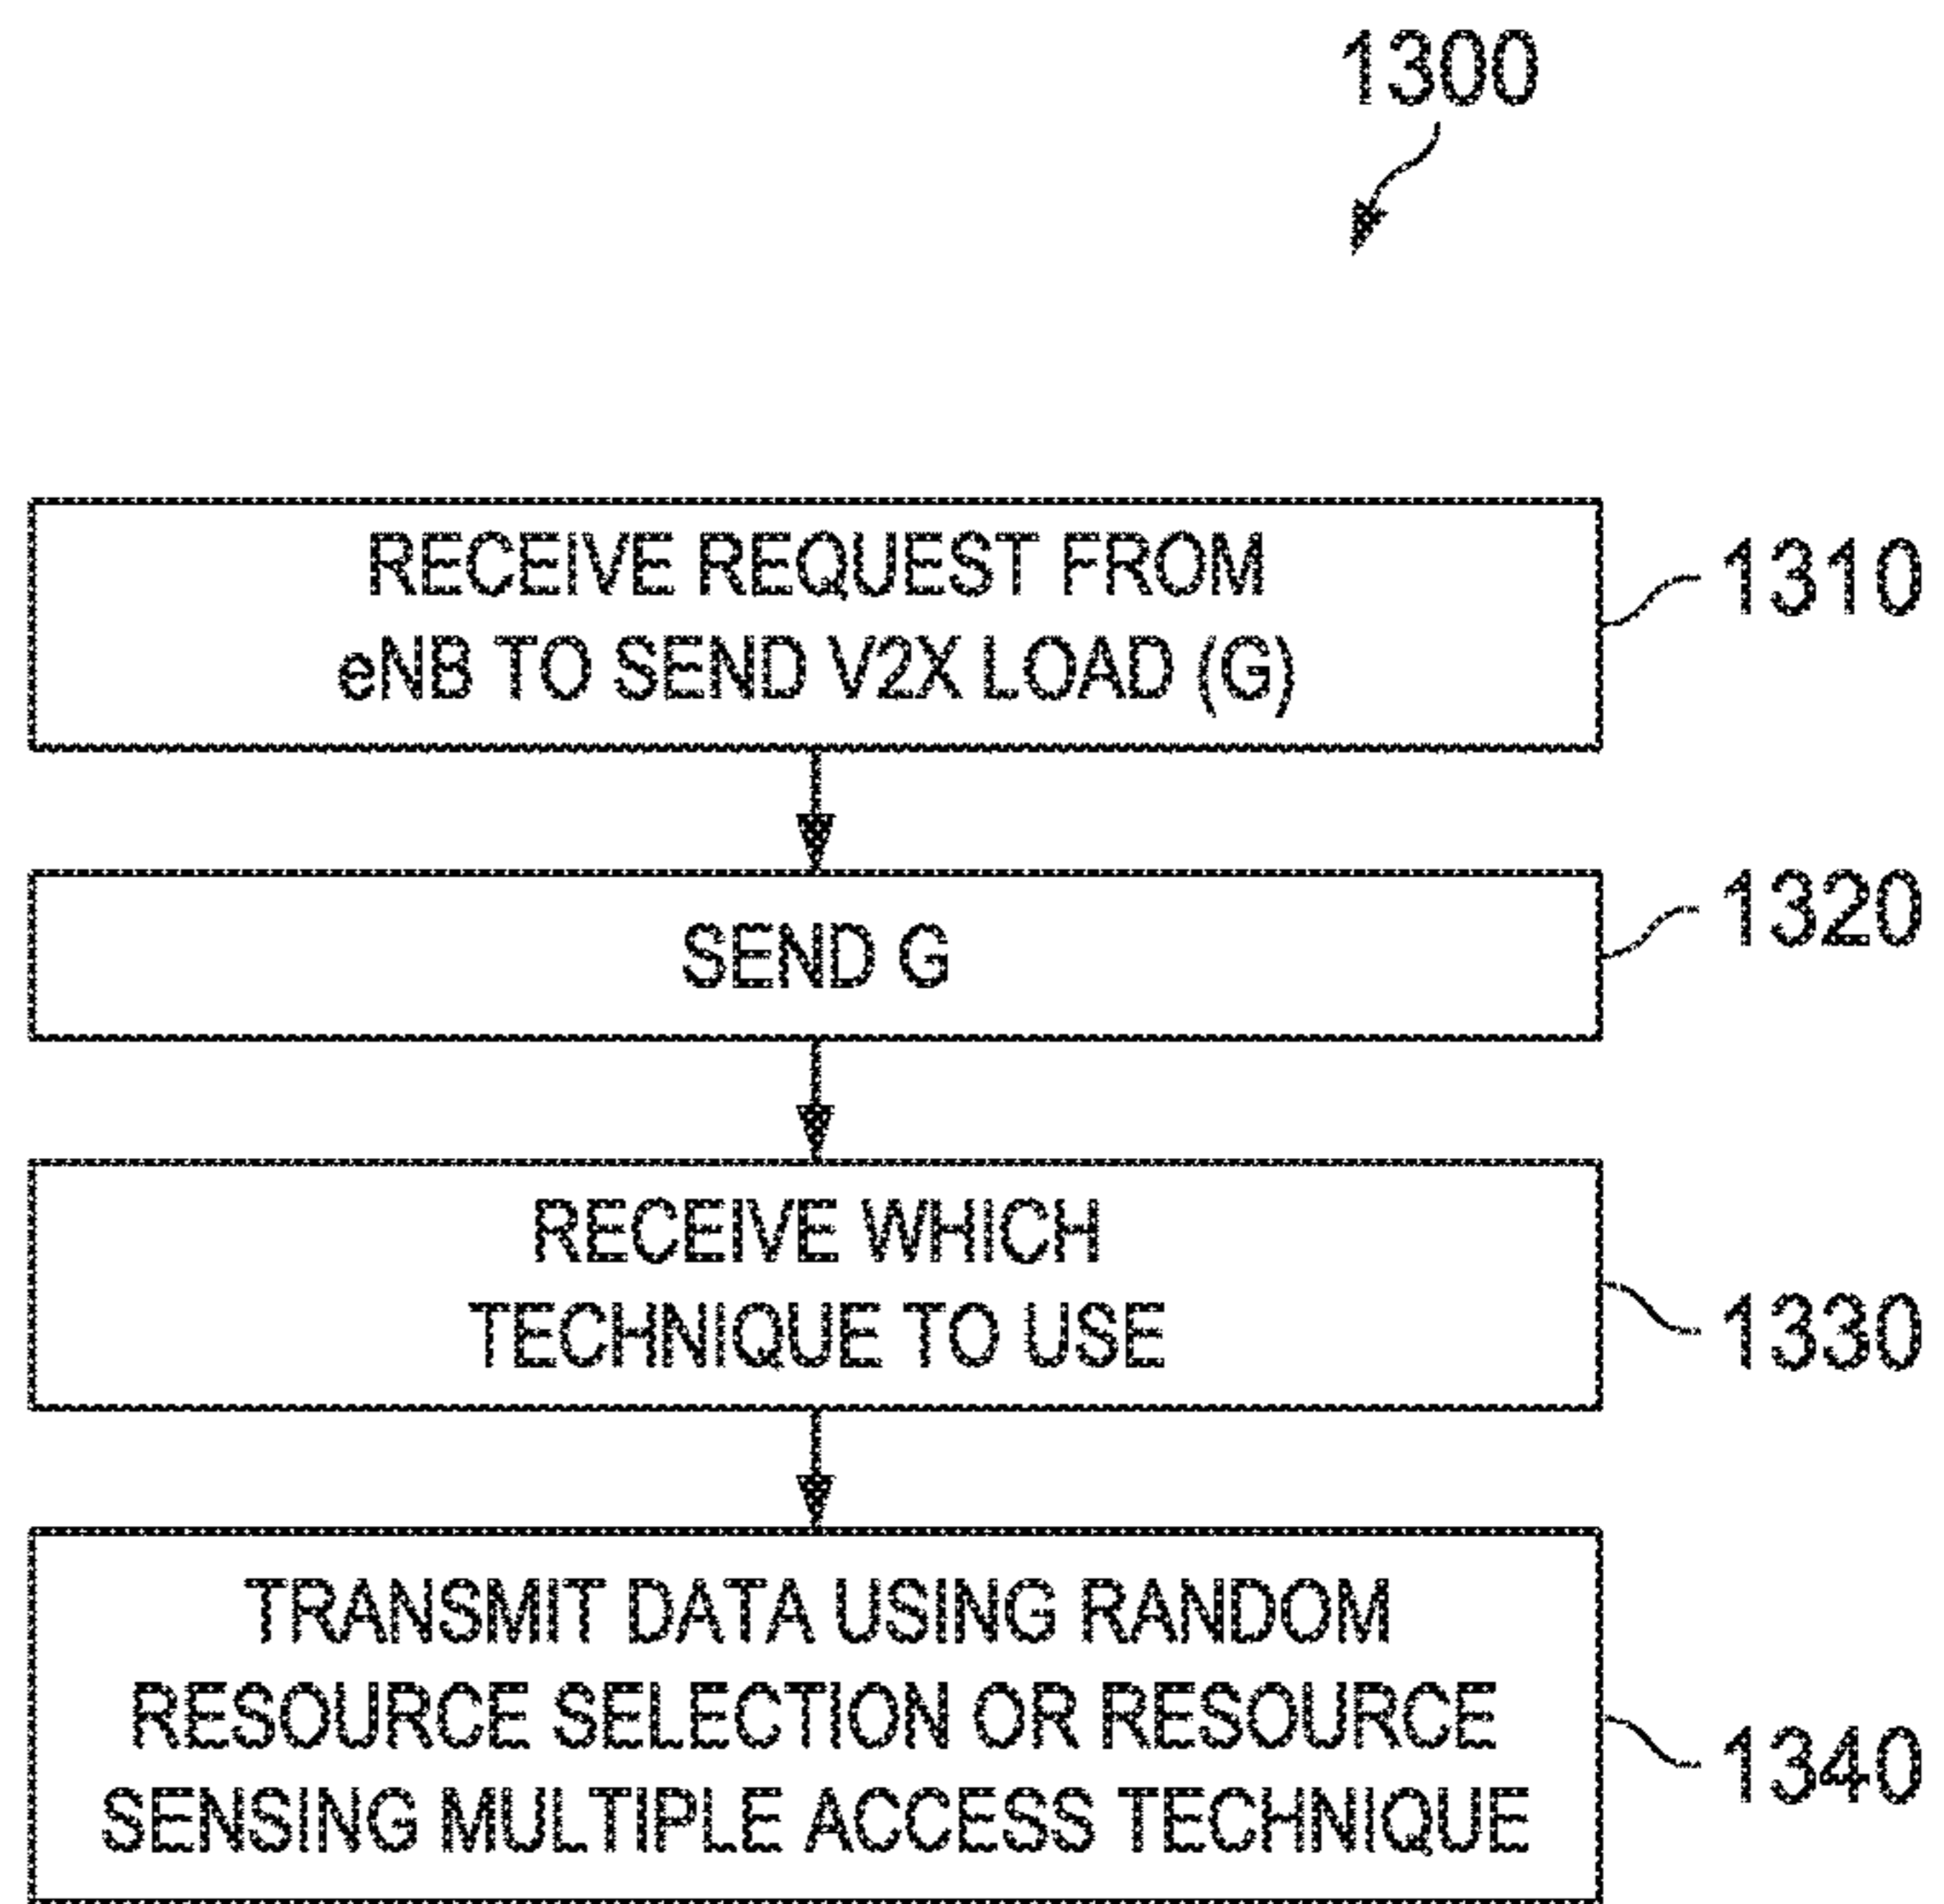 1300
RECEIVE REQUEST FROM
eNB TO SEND V2X LOAD (G)
1310
SEND G
1320
RECEIVE WHICH
TECHNIQUE TO USE
1330
TRANSMIT DATA USING RANDOM
RESOURCE SELECTION OR RESOURCE
SENSING MULTIPLE ACCESS TECHNIQUE
1340